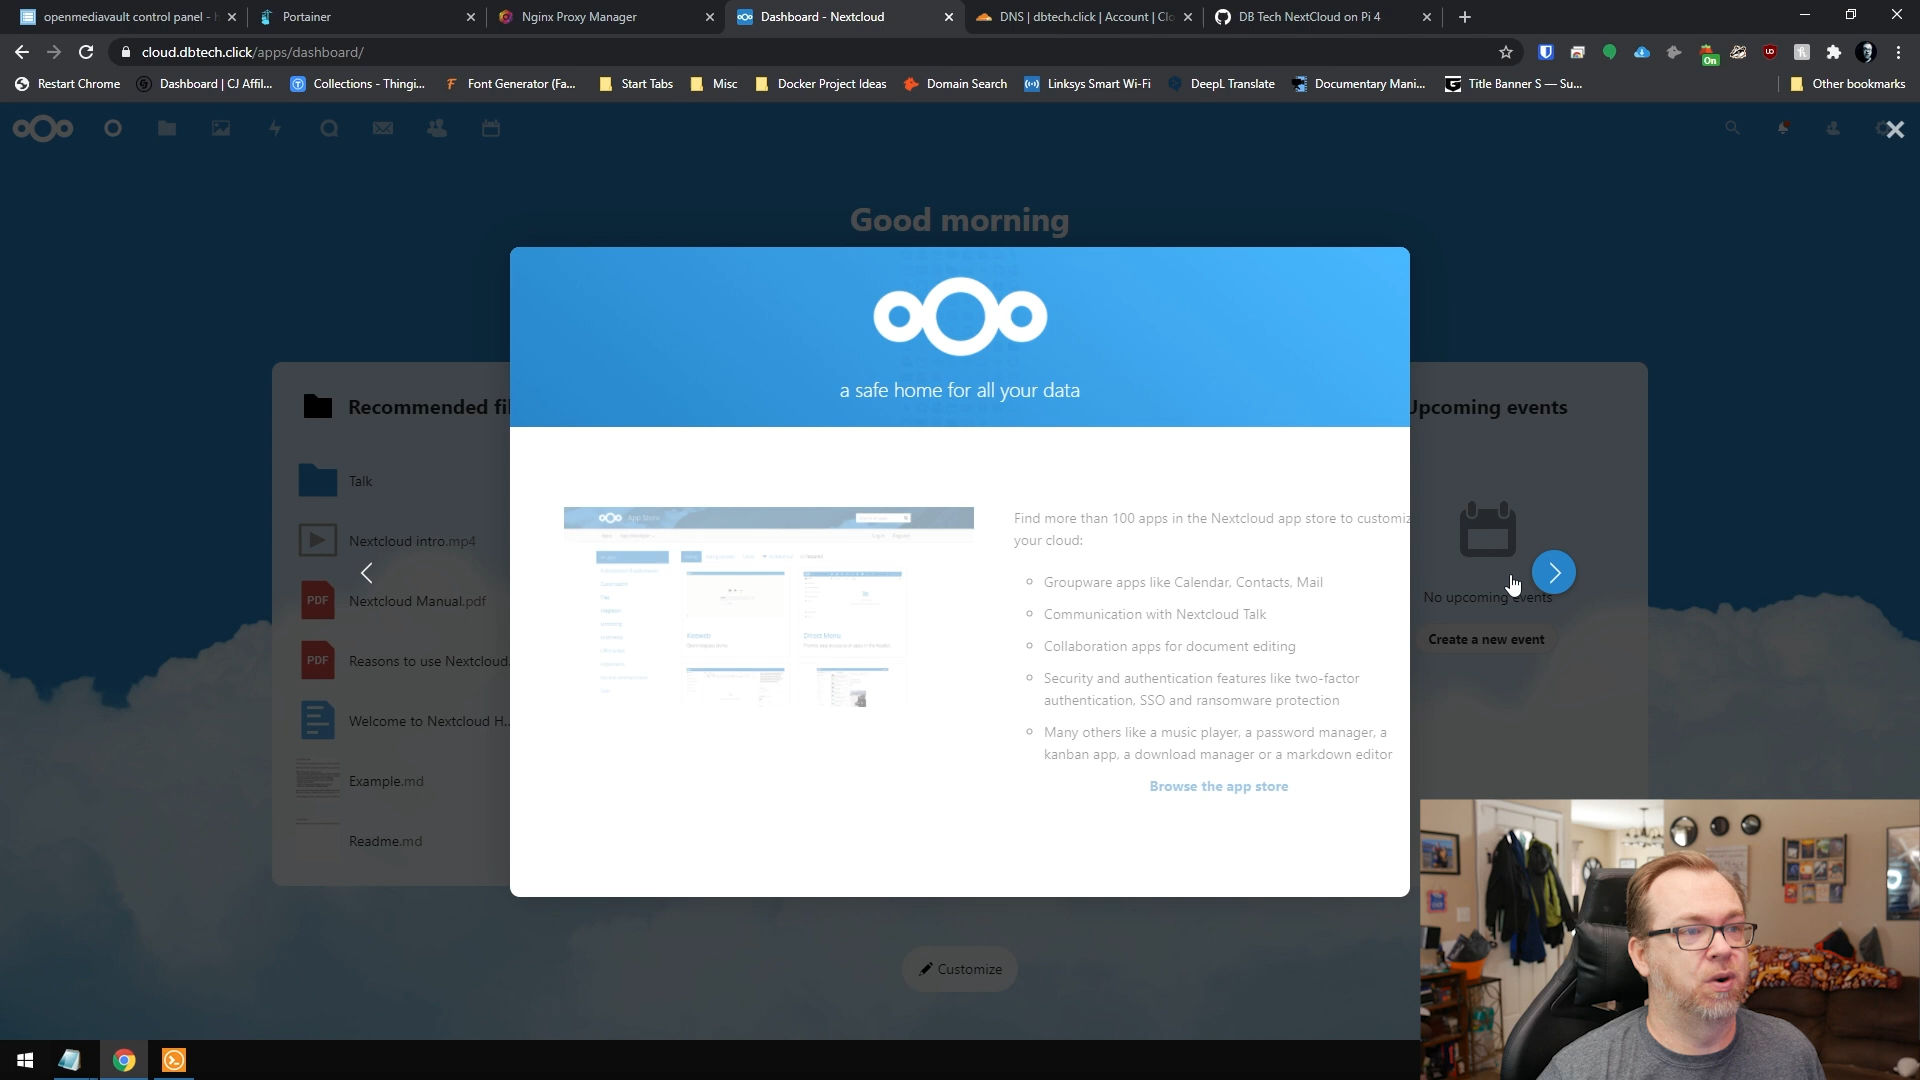 openmediavault control panel - h
Portainer
Nginx Proxy Manager
Dashboard - Nextcloud
DNS | dbtech.click | Account | Clo
DB Tech NextCloud on Pi 4
cloud.dbtech.click/apps/dashboard/
On
Restart Chrome
Dashboard | CJ Affil...
Collections - Thingi...
Font Generator (Fa...
Start Tabs
Misc
Docker Project Ideas
Domain Search
Linksys Smart Wi-Fi
DeepL Translate
Documentary Mani...
Title Banner S — Su...
Other bookmarks
Good morning
a safe home for all your data
Recommended fil
Upcoming events
Talk
Nextcloud intro.mp4
PDF
Nextcloud Manual.pdf
PDF
Reasons to use Nextcloud.
Welcome to Nextcloud H...
Example.md
Readme.md
App Store
Find more than 100 apps in the Nextcloud app store to customiz
your cloud:
Groupware apps like Calendar, Contacts, Mail
Communication with Nextcloud Talk
Collaboration apps for document editing
Security and authentication features like two-factor
authentication, SSO and ransomware protection
Many others like a music player, a password manager, a
kanban app, a download manager or a markdown editor
Browse the app store
No upcoming events
Create a new event
Customize